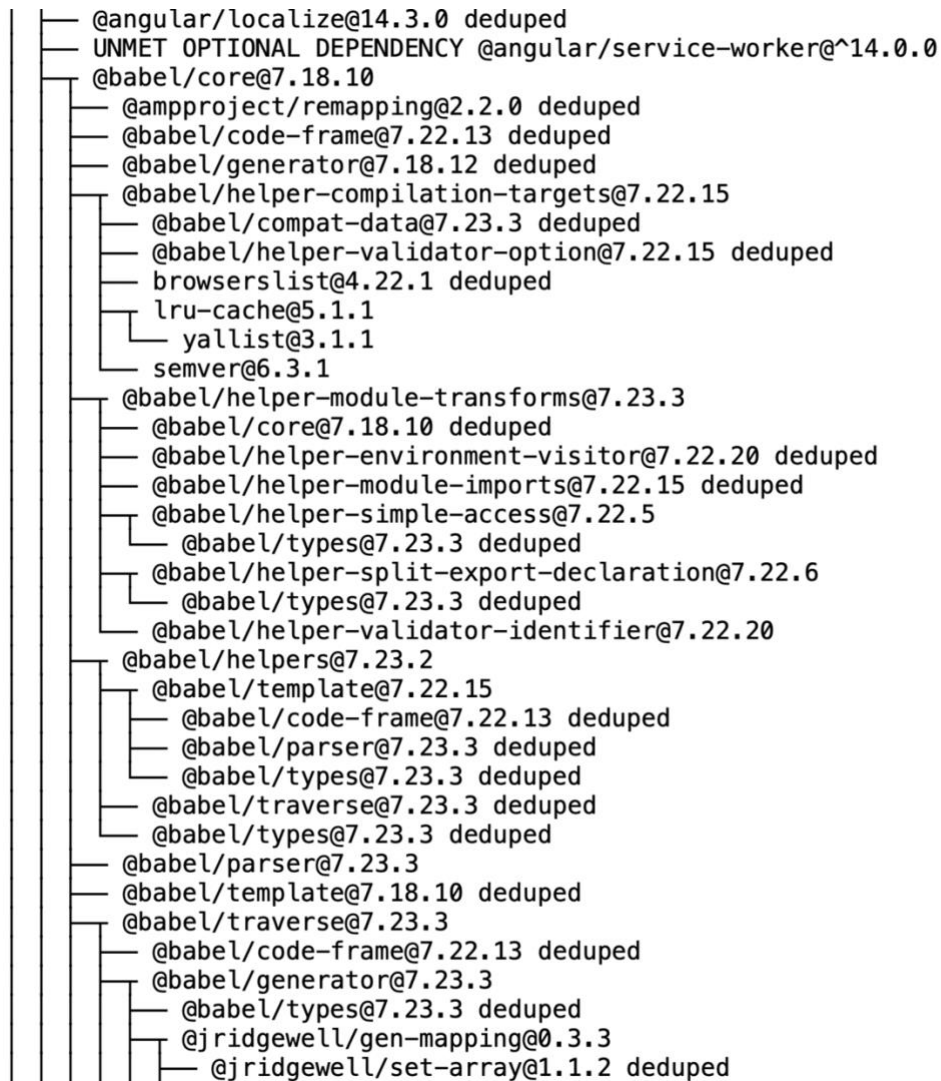 @angular/localize@14.3.0 deduped
UNMET OPTIONAL DEPENDENCY @angular/service-worker@^14.0.0
@babel/core@7.18.10
@ampproject/remapping@2.2.0 deduped
@babel/code-frame@7.22.13 deduped
@babel/generator@7.18.12 deduped
@babel/helper-compilation-targets@7.22.15
@babel/compat-data@7.23.3 deduped
@babel/helper-validator-option@7.22.15 deduped
browserslist@4.22.1 deduped
lru-cache@5.1.1
yallist@3.1.1
semver@6.3.1
@babel/helper-module-transforms@7.23.3
@babel/core@7.18.10 deduped
@babel/helper-environment-visitor@7.22.20 deduped
@babel/helper-module-imports@7.22.15 deduped
@babel/helper-simple-access@7.22.5
@babel/types@7.23.3 deduped
@babel/helper-split-export-declaration@7.22.6
@babel/types@7.23.3 deduped
@babel/helper-validator-identifier@7.22.20
@babel/helpers@7.23.2
@babel/template@7.22.15
@babel/code-frame@7.22.13 deduped
@babel/parser@7.23.3 deduped
@babel/types@7.23.3 deduped
@babel/traverse@7.23.3 deduped
@babel/types@7.23.3 deduped
@babel/parser@7.23.3
@babel/template@7.18.10 deduped
@babel/traverse@7.23.3
@babel/code-frame@7.22.13 deduped
@babel/generator@7.23.3
@babel/types@7.23.3 deduped
@jridgewell/gen-mapping@0.3.3
@jridgewell/set-array@1.1.2 deduped